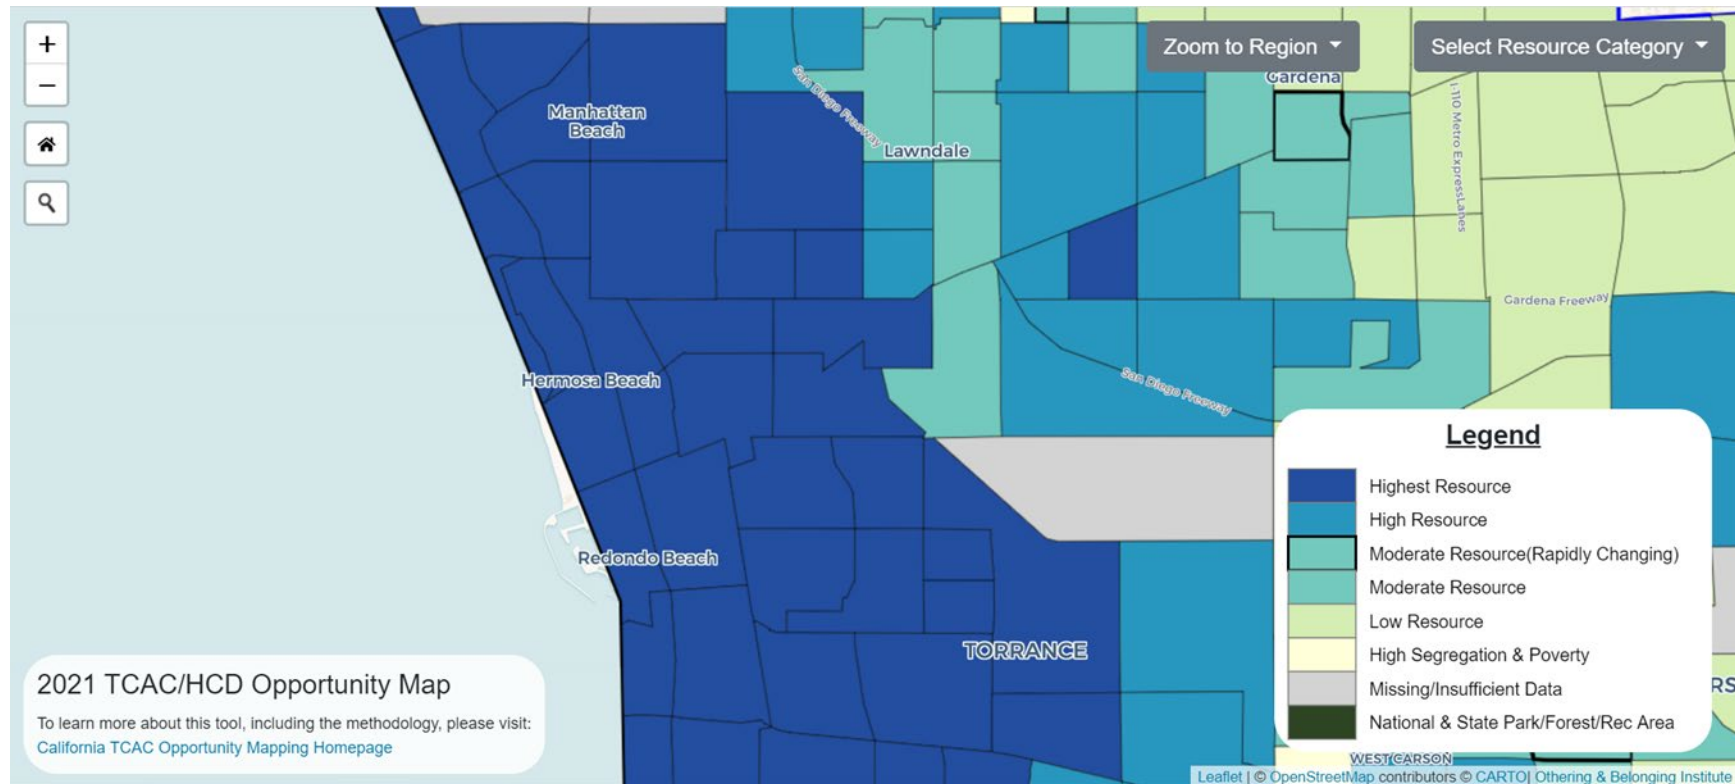 +
−
Zoom to Region
Select Resource Category
Gardena
San Diego Freeway
I-110 Metro ExpressLanes
Manhattan
Beach
Lawndale
Gardena Freeway
San Diego Freeway
Hermosa Beach
Redondo Beach
TORRANCE
Legend
Highest Resource
High Resource
Moderate Resource(Rapidly Changing)
Moderate Resource
Low Resource
High Segregation & Poverty
Missing/Insufficient Data
National & State Park/Forest/Rec Area
RS
WEST CARSON
2021 TCAC/HCD Opportunity Map
To learn more about this tool, including the methodology, please visit:
California TCAC Opportunity Mapping Homepage
Leaflet | © OpenStreetMap contributors © CARTO| Othering & Belonging Institute